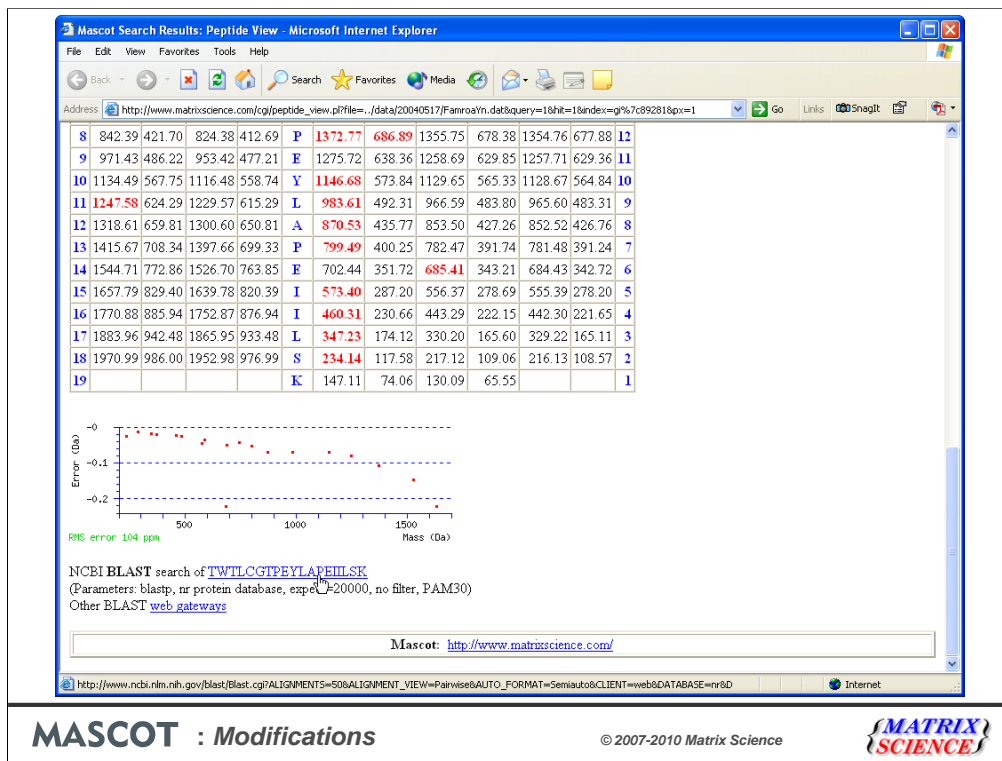 Mascot Search Results: Peptide View - Microsoft Internet Explorer
File Edit View Favorites Tools Help
Back Search Favorites Media
Address http://www.matrixscience.com/cgi/peptide_view.pl?file=../data/20040517/FamroaYn.dat&query=1&hit=1&index=gi%7c89281&px=1 Go Links SnagIt
8 842.39 421.70 824.38 412.69 P 1372.77 686.89 1355.75 678.38 1354.76 677.88 12
9 971.43 486.22 953.42 477.21 E 1275.72 638.36 1258.69 629.85 1257.71 629.36 11
10 1134.49 567.75 1116.48 558.74 Y 1146.68 573.84 1129.65 565.33 1128.67 564.84 10
11 1247.58 624.29 1229.57 615.29 L 983.61 492.31 966.59 483.80 965.60 483.31 9
12 1318.61 659.81 1300.60 650.81 A 870.53 435.77 853.50 427.26 852.52 426.76 8
13 1415.67 708.34 1397.66 699.33 P 799.49 400.25 782.47 391.74 781.48 391.24 7
14 1544.71 772.86 1526.70 763.85 E 702.44 351.72 685.41 343.21 684.43 342.72 6
15 1657.79 829.40 1639.78 820.39 I 573.40 287.20 556.37 278.69 555.39 278.20 5
16 1770.88 885.94 1752.87 876.94 I 460.31 230.66 443.29 222.15 442.30 221.65 4
17 1883.96 942.48 1865.95 933.48 L 347.23 174.12 330.20 165.60 329.22 165.11 3
18 1970.99 986.00 1952.98 976.99 S 234.14 117.58 217.12 109.06 216.13 108.57 2
19 K 147.11 74.06 130.09 65.55 1
-0
Error (Da)
-0.1
-0.2
500 1000 1500
RMS error 104 ppm Mass (Da)
NCBI BLAST search of TWTLCGTPEYLAPEIILSK
(Parameters: blastp, nr protein database, expect=20000, no filter, PAM30)
Other BLAST web gateways
Mascot: http://www.matrixscience.com/
http://www.ncbi.nlm.nih.gov/blast/Blast.cgi?ALIGNMENTS=50&ALIGNMENT_VIEW=Pairwise&AUTO_FORMAT=Semiauto&CLIENT=web&DATABASE=nr&D Internet
MASCOT : Modifications © 2007-2010 Matrix Science MATRIX
SCIENCE